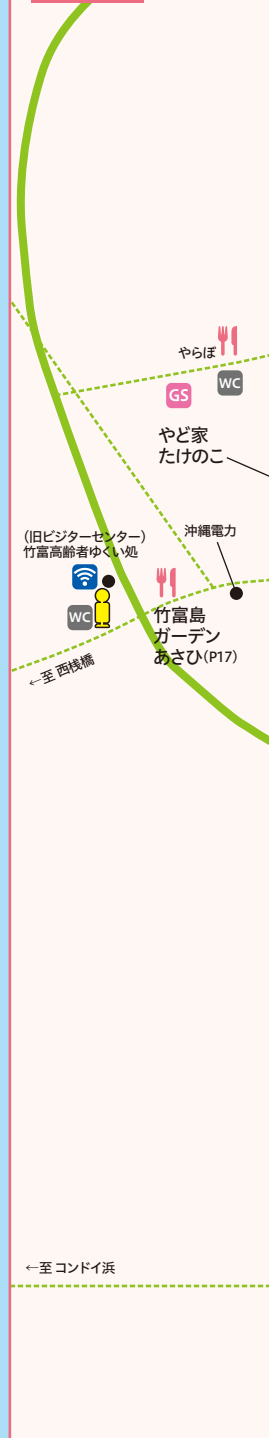 やらぼ
WC
GS
やど家
たけのこ
(旧ビジターセンター)
竹富高齢者ゆくい処
沖縄電力
WC
竹富島
ガーデン
あさひ(P17)
←至 西桟橋
←至 コンドイ浜